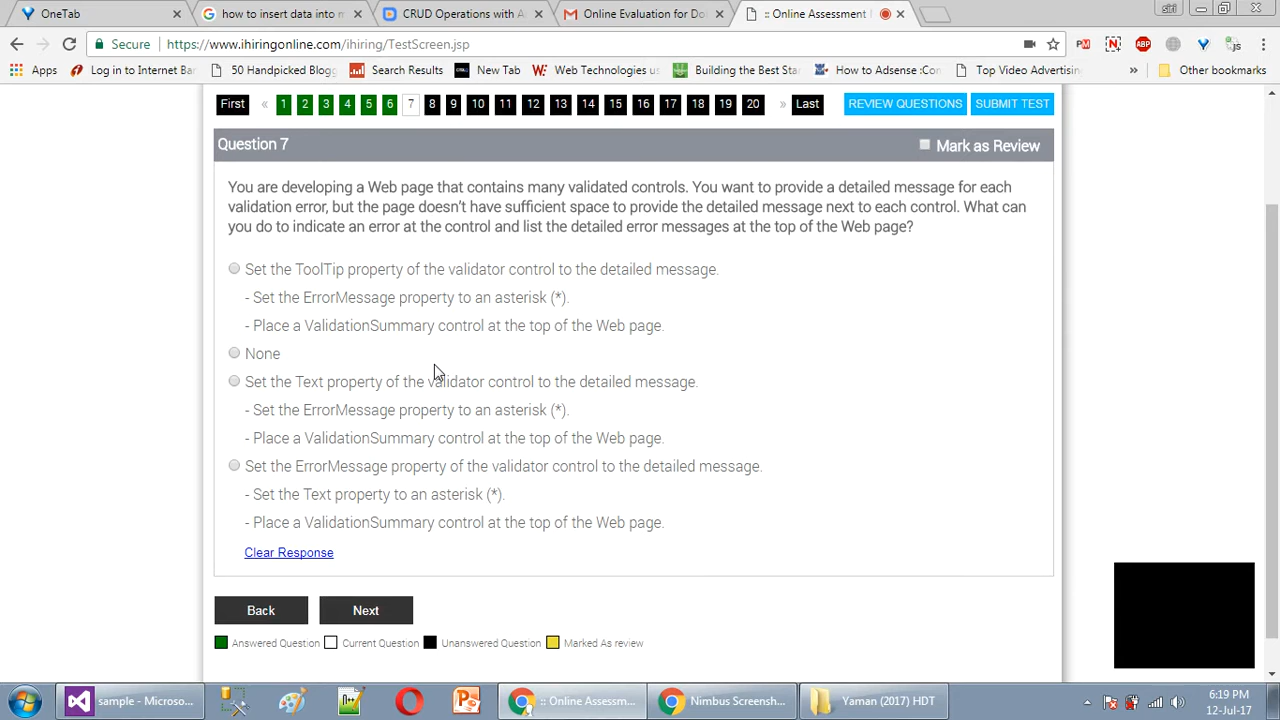 OneTab
how to insert data into m
CRUD Operations with A
Online Evaluation for Do
:: Online Assessment
Secure
https://www.ihiringonline.com/ihiring/TestScreen.jsp
Apps
Log in to Internet Ba
50 Handpicked Blog
Search Results
New Tab
Web Technologies us
Building the Best Sta
How to Adsense :Con
Top Video Advertisin
»
Other bookmarks
First « 1 2 3 4 5 6 7 8 9 10 11 12 13 14 15 16 17 18 19 20 » Last REVIEW QUESTIONS SUBMIT TEST
Question 7
Mark as Review
You are developing a Web page that contains many validated controls. You want to provide a detailed message for each
validation error, but the page doesn't have sufficient space to provide the detailed message next to each control. What can
you do to indicate an error at the control and list the detailed error messages at the top of the Web page?
Set the ToolTip property of the validator control to the detailed message.
- Set the ErrorMessage property to an asterisk (*).
- Place a ValidationSummary control at the top of the Web page.
None
Set the Text property of the validator control to the detailed message.
- Set the ErrorMessage property to an asterisk (*).
- Place a ValidationSummary control at the top of the Web page.
Set the ErrorMessage property of the validator control to the detailed message.
- Set the Text property to an asterisk (*).
- Place a ValidationSummary control at the top of the Web page.
Clear Response
Back
Next
Answered Question
Current Question
Unanswered Question
Marked As review
sample - Microso...
:: Online Assessm...
Nimbus Screensh...
Yaman (2017) HDT
6:19 PM
12-Jul-17